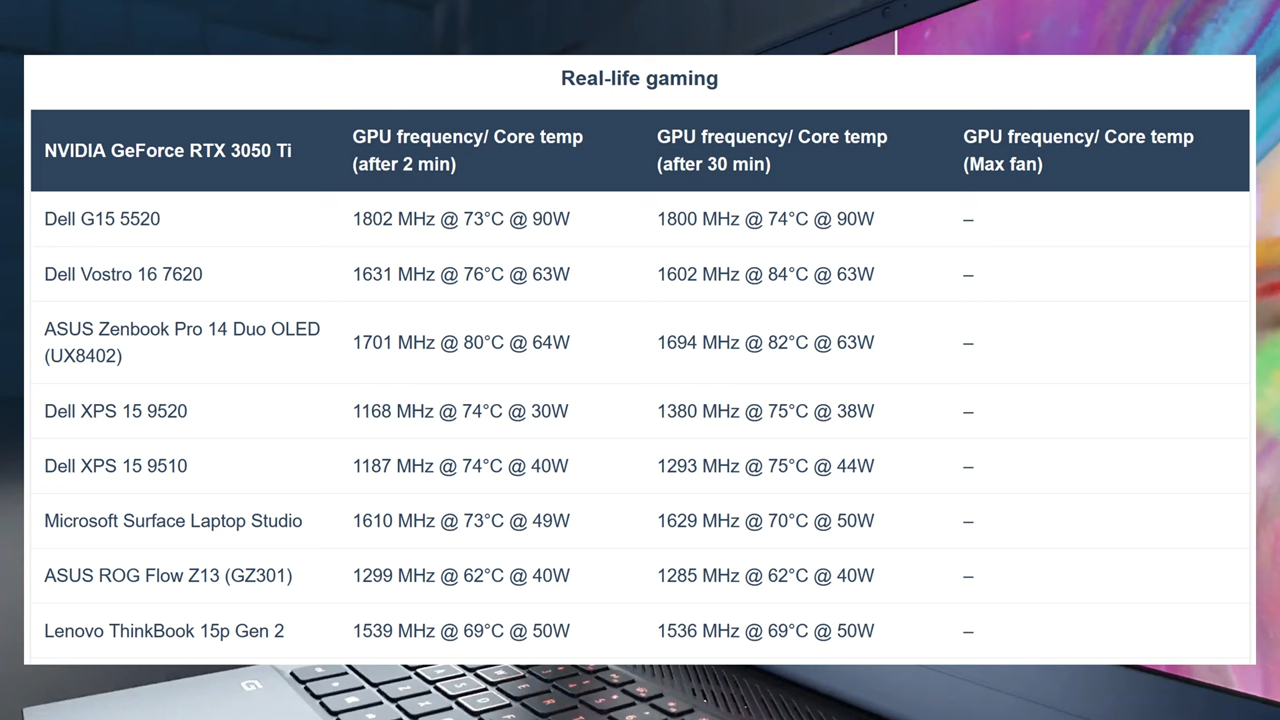 Real-life gaming
NVIDIA GeForce RTX 3050 Ti
GPU frequency/ Core temp
(after 2 min)
GPU frequency/ Core temp
(after 30 min)
GPU frequency/ Core temp
(Max fan)
Dell G15 5520 1802 MHz @ 73°C @ 90W 1800 MHz @ 74°C @ 90W –
Dell Vostro 16 7620 1631 MHz @ 76°C @ 63W 1602 MHz @ 84°C @ 63W –
ASUS Zenbook Pro 14 Duo OLED
(UX8402) 1701 MHz @ 80°C @ 64W 1694 MHz @ 82°C @ 63W –
Dell XPS 15 9520 1168 MHz @ 74°C @ 30W 1380 MHz @ 75°C @ 38W –
Dell XPS 15 9510 1187 MHz @ 74°C @ 40W 1293 MHz @ 75°C @ 44W –
Microsoft Surface Laptop Studio 1610 MHz @ 73°C @ 49W 1629 MHz @ 70°C @ 50W –
ASUS ROG Flow Z13 (GZ301) 1299 MHz @ 62°C @ 40W 1285 MHz @ 62°C @ 40W –
Lenovo ThinkBook 15p Gen 2 1539 MHz @ 69°C @ 50W 1536 MHz @ 69°C @ 50W –